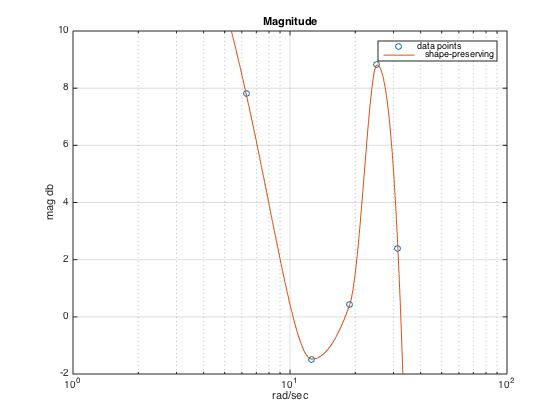 Magnitude
data points
shape-preserving
mag db
10
8
6
4
2
0
-2
10^0
10^1
10^2
rad/sec